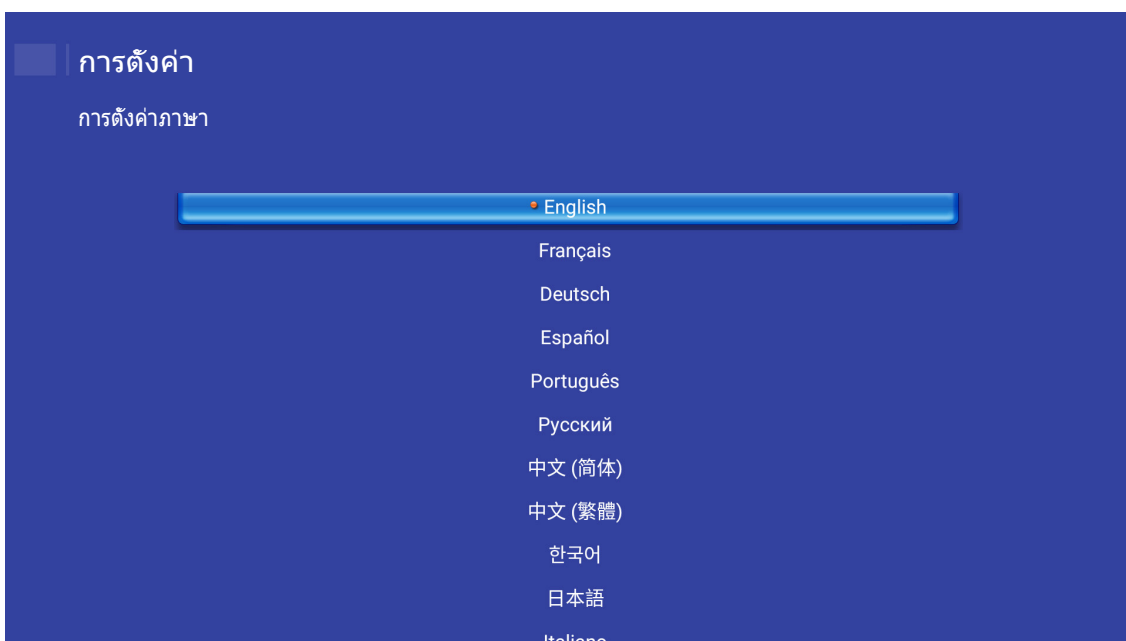 การตั้งค่า
การตั้งค่าภาษา
English
Français
Deutsch
Español
Português
Русский
中文 (简体)
中文 (繁體)
한국어
日本語
Italiano